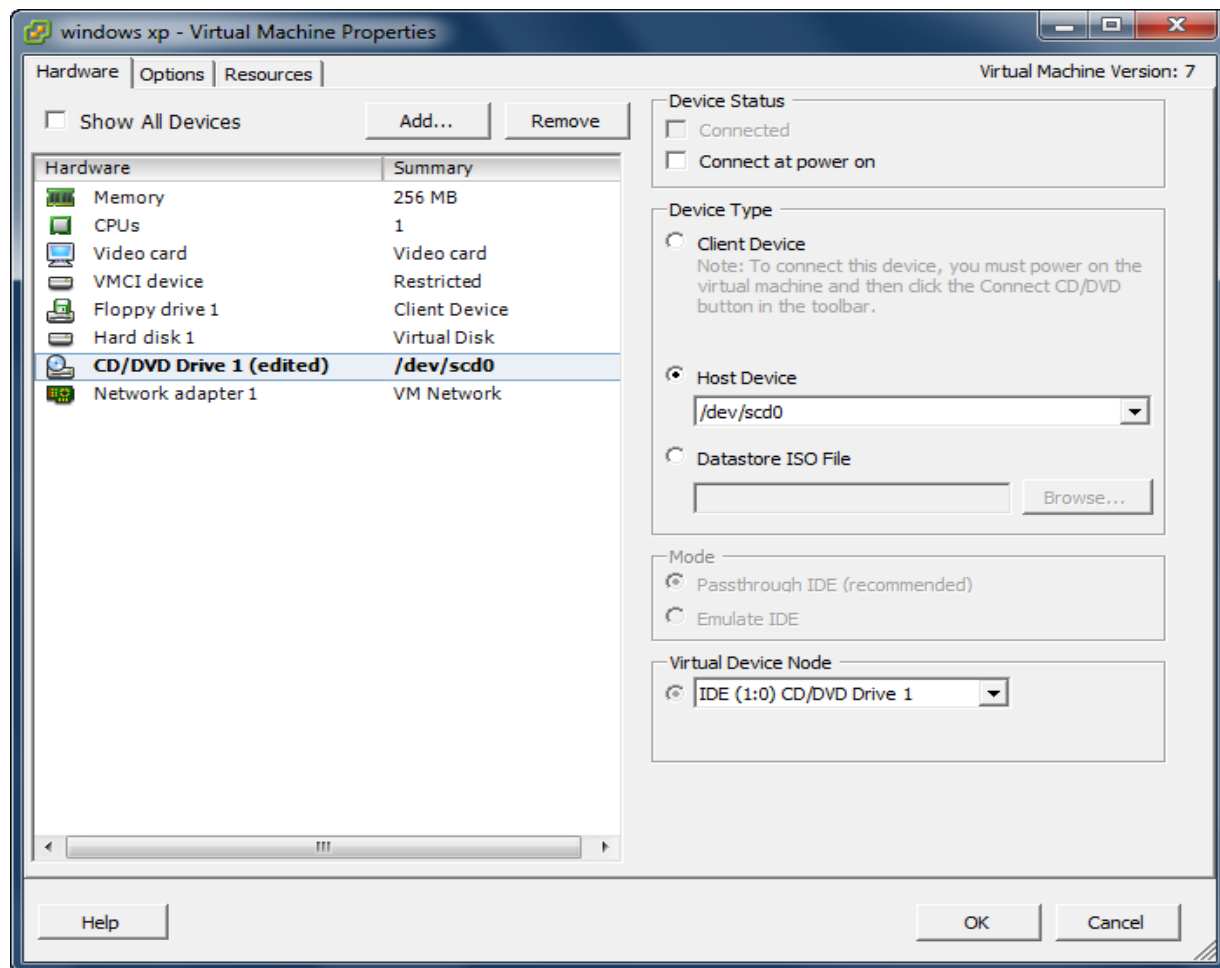 windows xp - Virtual Machine Properties
Hardware Options Resources Virtual Machine Version: 7
Show All Devices Add... Remove
Hardware Summary
Memory 256 MB
CPUs 1
Video card Video card
VMCI device Restricted
Floppy drive 1 Client Device
Hard disk 1 Virtual Disk
CD/DVD Drive 1 (edited) /dev/scd0
Network adapter 1 VM Network
Device Status
Connected
Connect at power on
Device Type
Client Device
Note: To connect this device, you must power on the
virtual machine and then click the Connect CD/DVD
button in the toolbar.
Host Device
/dev/scd0
Datastore ISO File
Browse...
Mode
Passthrough IDE (recommended)
Emulate IDE
Virtual Device Node
IDE (1:0) CD/DVD Drive 1
Help OK Cancel